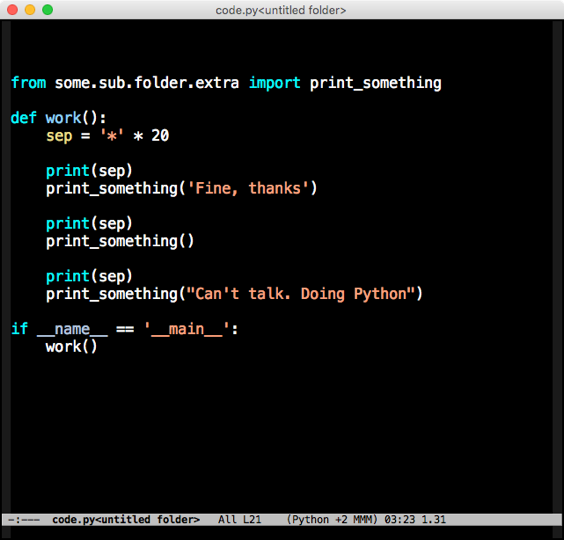 code.py<untitled folder>
from some.sub.folder.extra import print_something
def work():
    sep = '*' * 20
    print(sep)
    print_something('Fine, thanks')
    print(sep)
    print_something()
    print(sep)
    print_something("Can't talk. Doing Python")
if __name__ == '__main__':
    work()
-:---  code.py<untitled folder>   All L21    (Python +2 MMM) 03:23 1.31